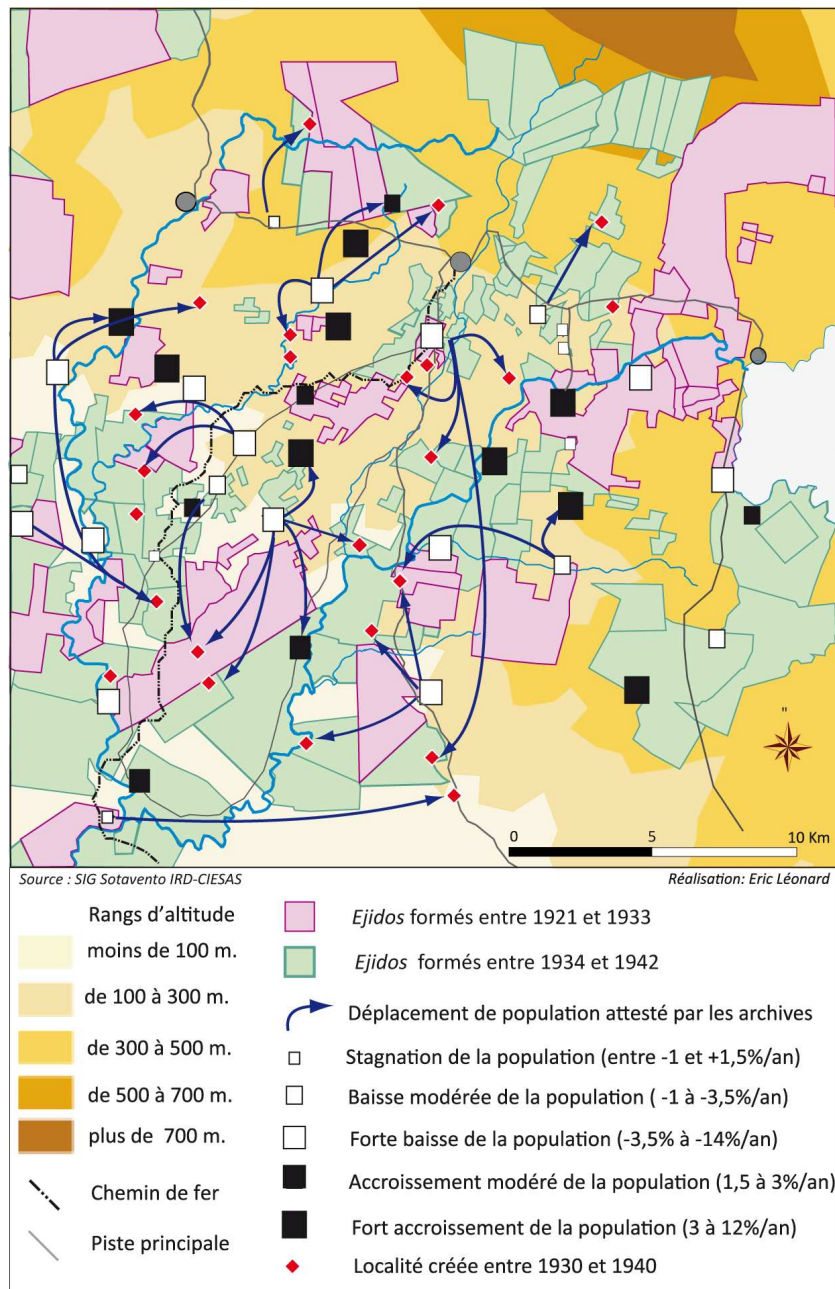 "
0 5 10 Km
Source : SIG Sotavento IRD-CIESAS
Réalisation: Eric Léonard
Rangs d'altitude
moins de 100 m.
de 100 à 300 m.
de 300 à 500 m.
de 500 à 700 m.
plus de 700 m.
Chemin de fer
Piste principale
Ejidos formés entre 1921 et 1933
Ejidos formés entre 1934 et 1942
Déplacement de population attesté par les archives
Stagnation de la population (entre -1 et +1,5%/an)
Baisse modérée de la population ( -1 à -3,5%/an)
Forte baisse de la population (-3,5% à -14%/an)
Accroissement modéré de la population (1,5 à 3%/an)
Fort accroissement de la population (3 à 12%/an)
Localité créée entre 1930 et 1940